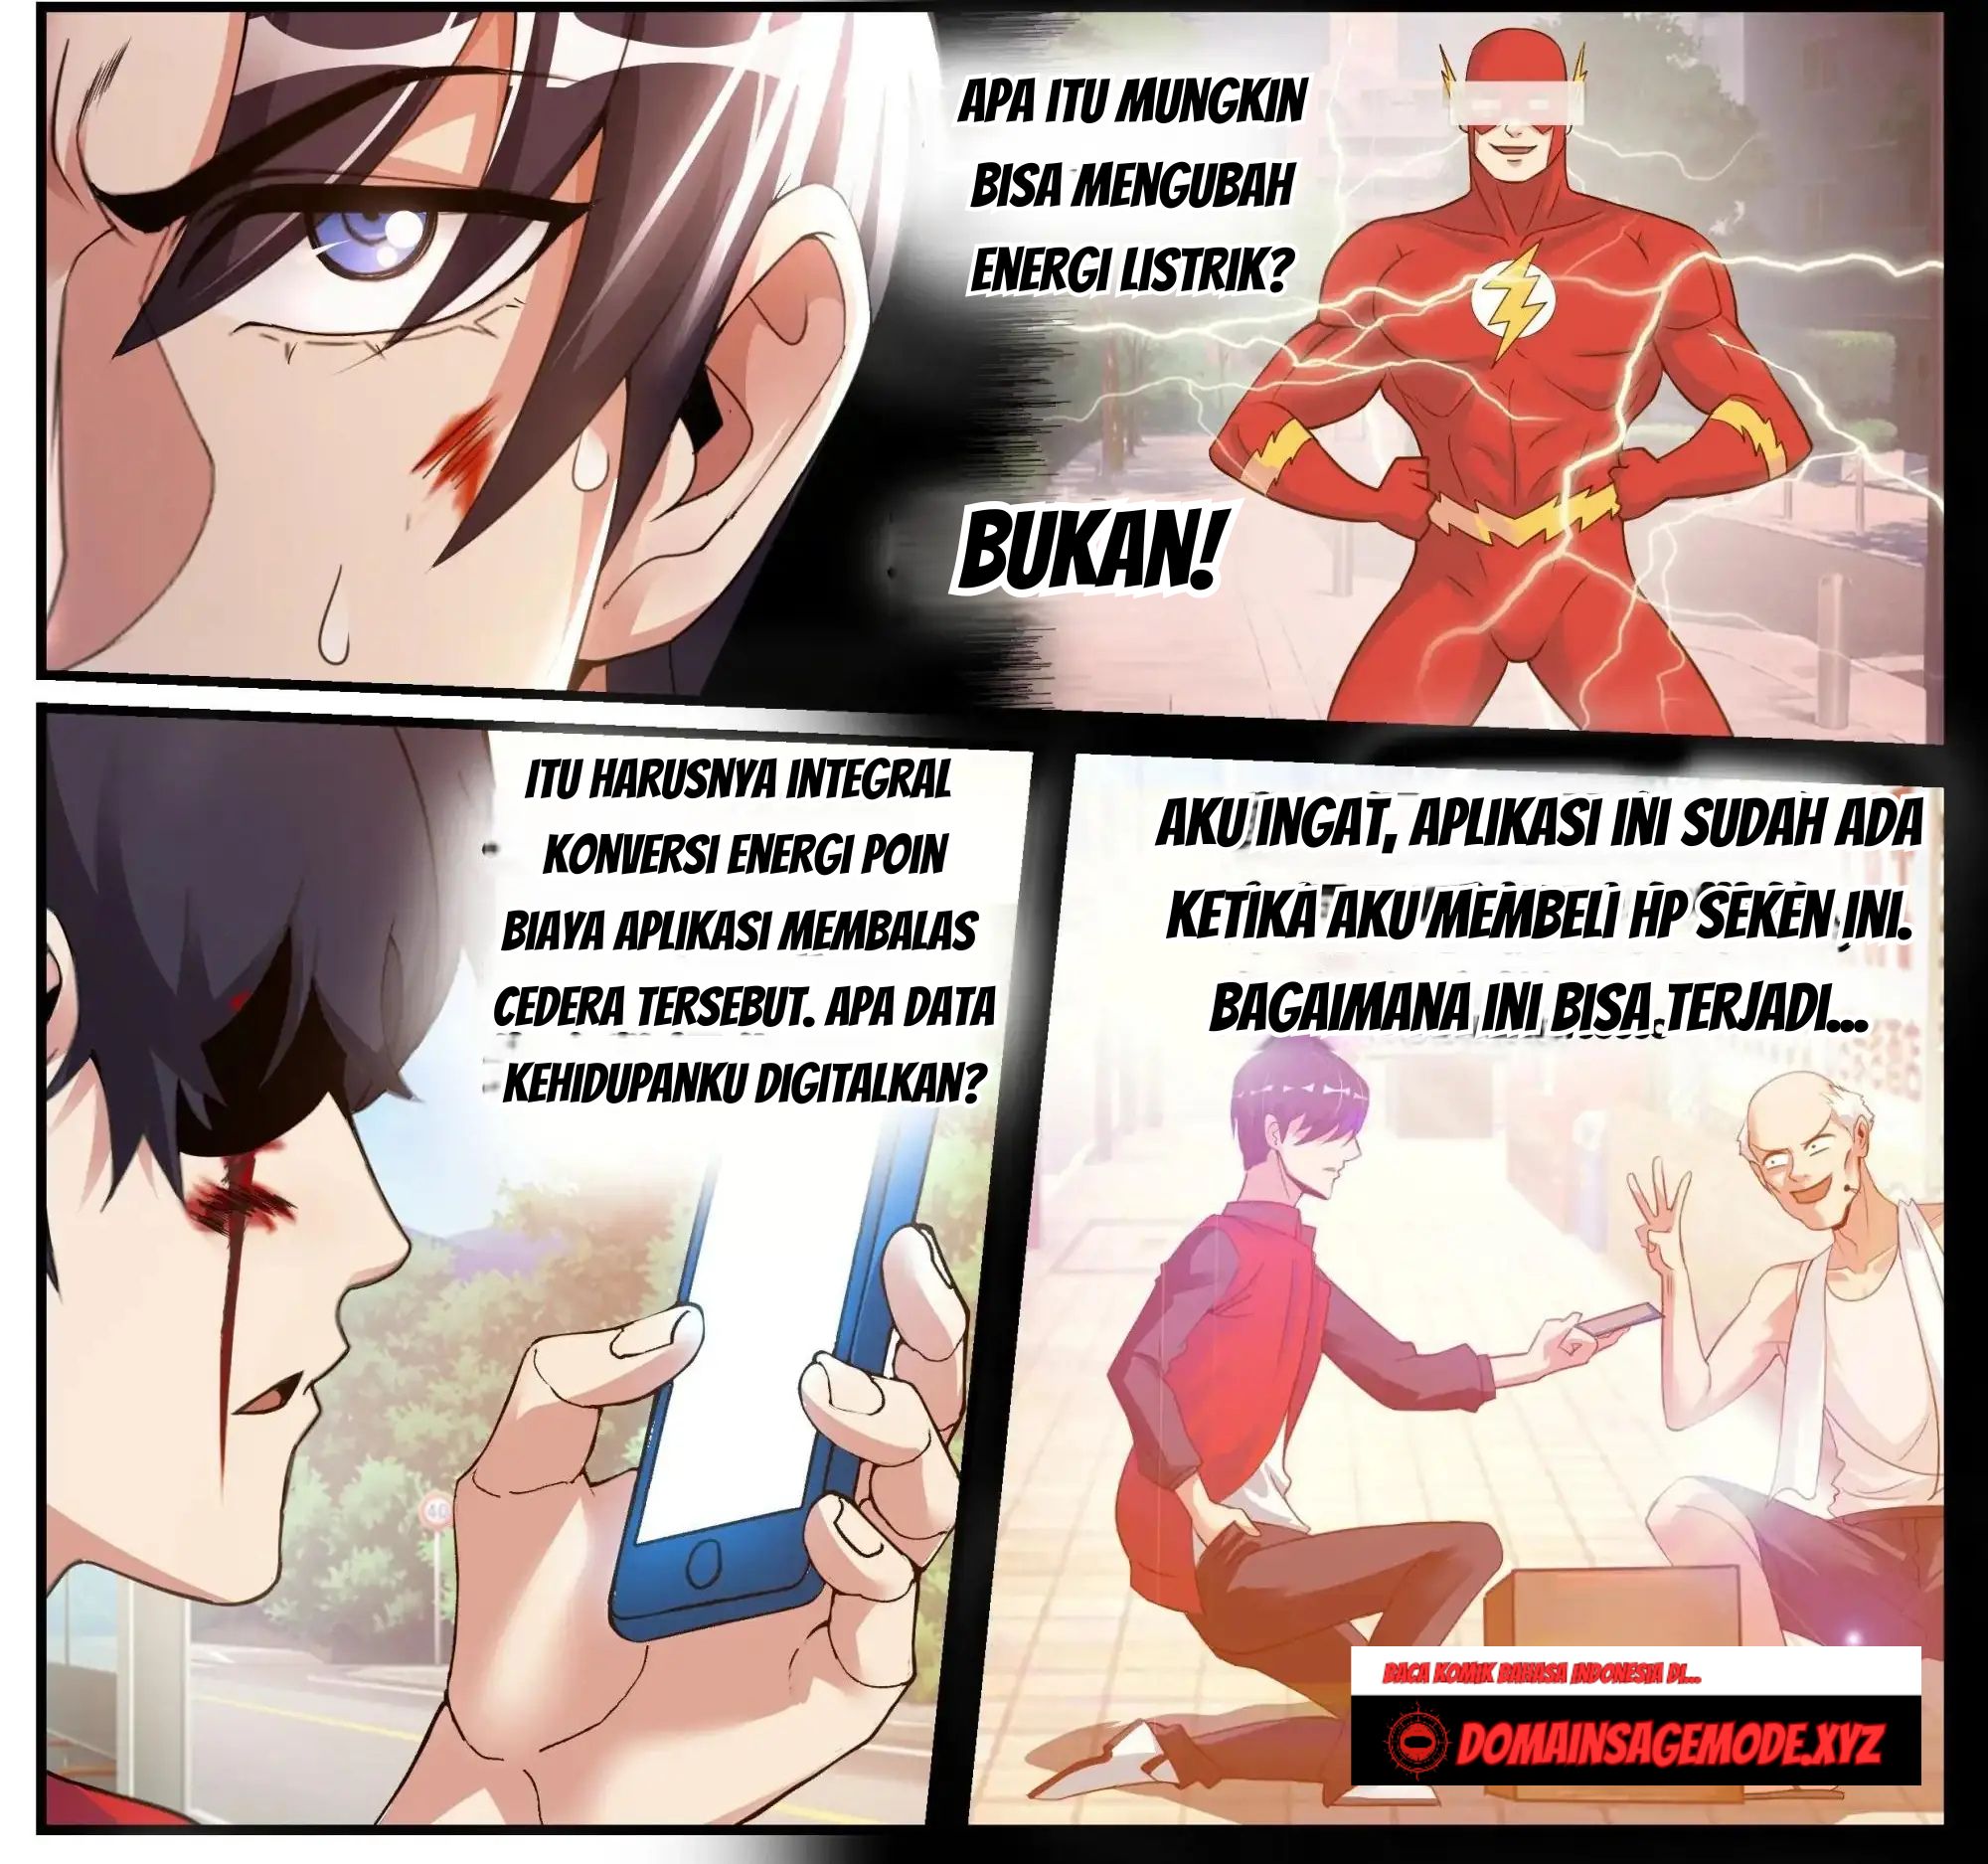 APA ITU MUNGKIN
BISA MENGUBAH
ENERGI LISTRIK?
BUKAN!
ITU HARUSNYA INTEGRAL
KONVERSI ENERGI POIN
BIAYA APLIKASI MEMBALAS
CEDERA TERSEBUT. APA DATA
KEHIDUPANKU DIGITALKAN?
AKU INGAT, APLIKASI INI SUDAH ADA
KETIKA AKU MEMBELI HP SEKEN INI.
BAGAIMANA INI BISA TERJADI...
40
BACA KOMIK BAHASA INDONESIA DI...
DOMAINSAGEMODE.XYZ